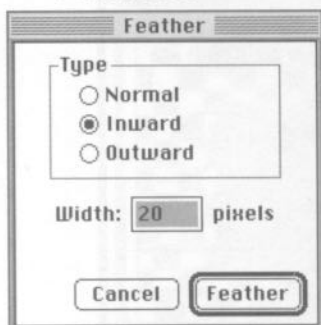 Feather
Type
Normal
Inward
Outward
Width: 20 pixels
Cancel Feather